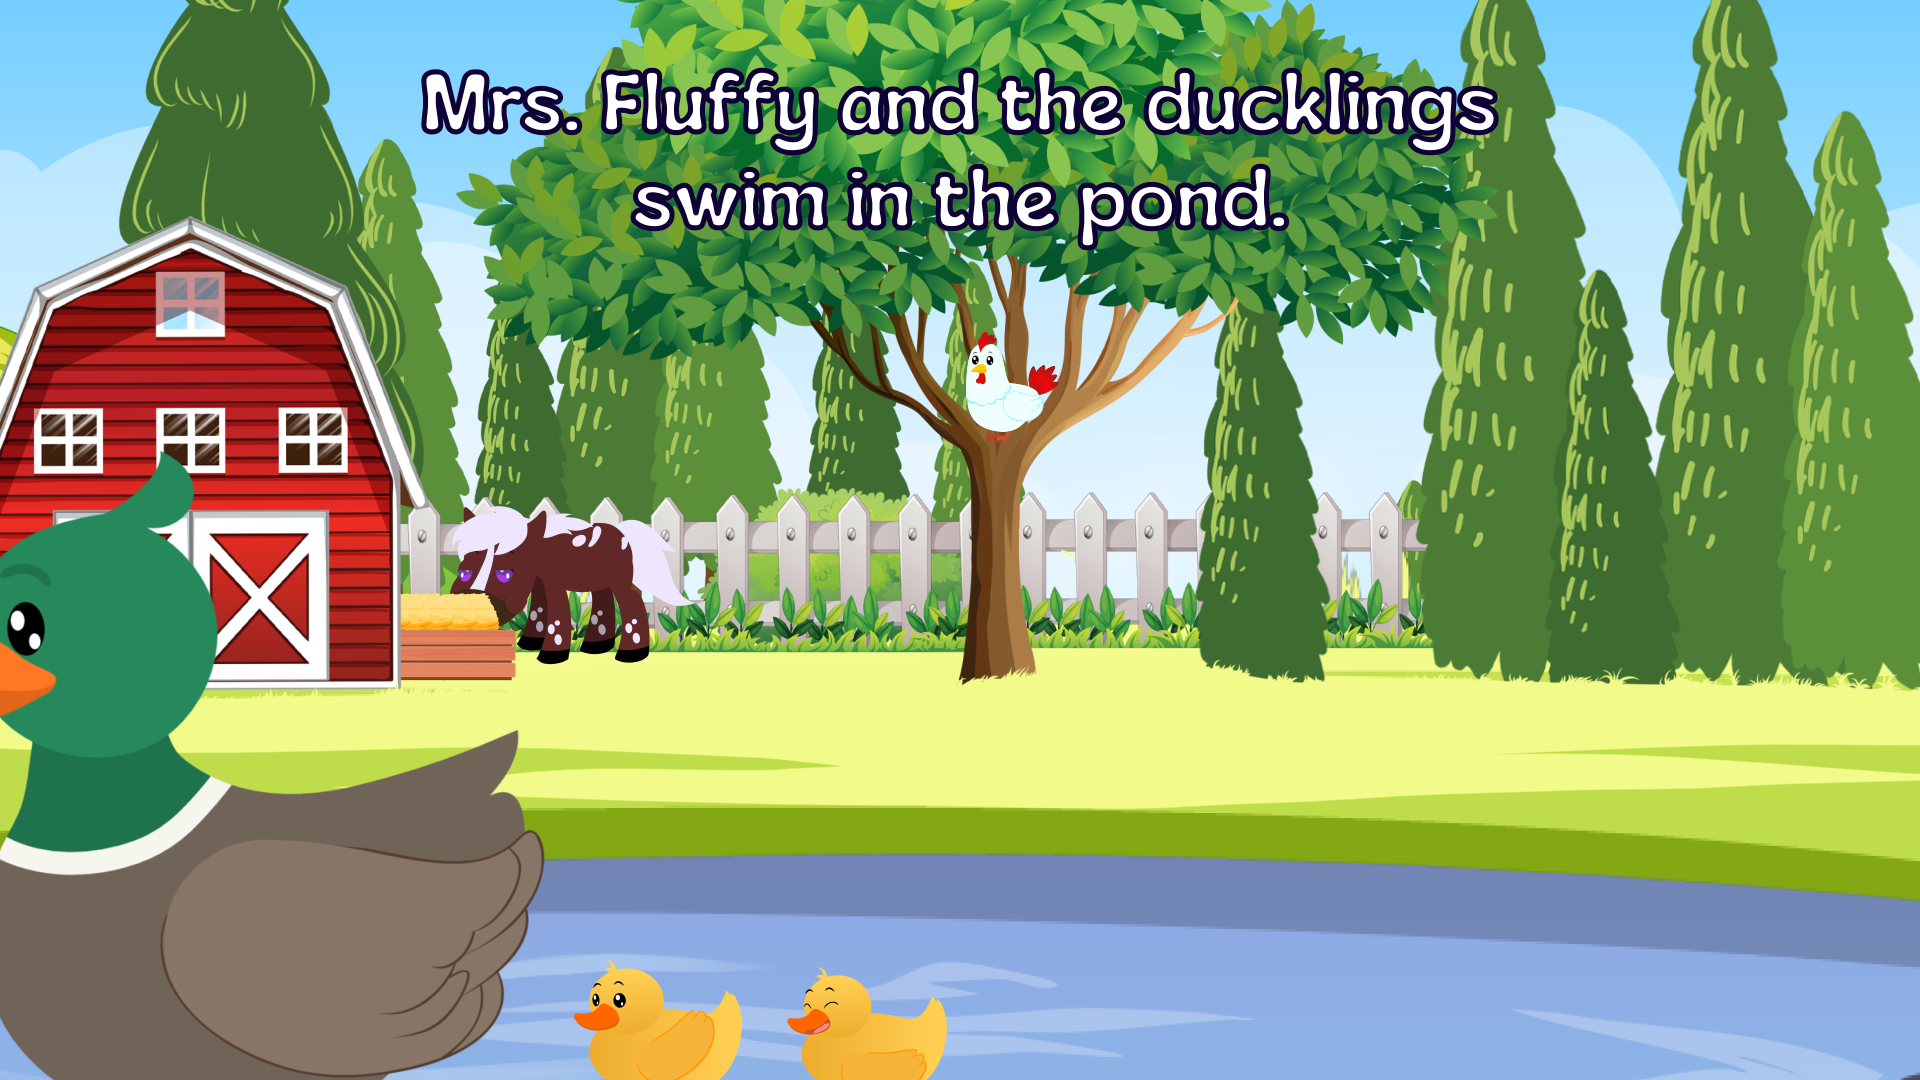 Mrs. Fluffy and the ducklings
swim in the pond.